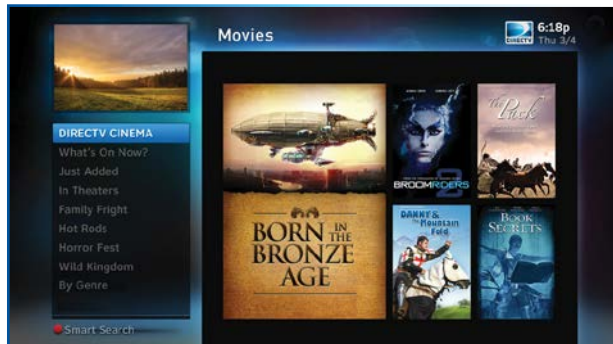 Movies
DIRECTV
6:18p
Thu 3/4
DIRECTV CINEMA
What's On Now?
Just Added
In Theaters
Family Fright
Hot Rods
Horror Fest
Wild Kingdom
By Genre
Smart Search
BORN IN THE
BRONZE
AGE
BROOMRIDERS
2
The Pack
DANNY &
The Mountain
Fold
BOOK
SECRETS